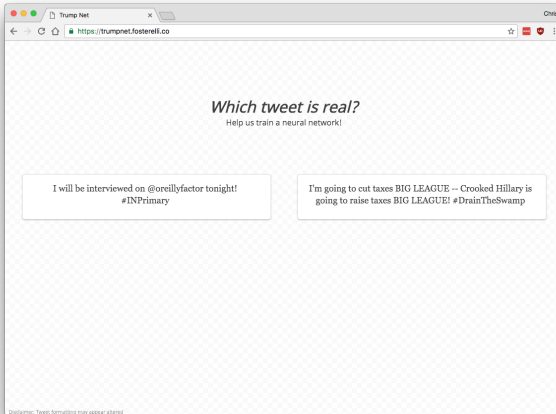 Trump Net
Chris
https://trumpnet.fosterelli.co
Which tweet is real?
Help us train a neural network!
I will be interviewed on @oreillyfactor tonight!
#INPrimary
I'm going to cut taxes BIG LEAGUE -- Crooked Hillary is
going to raise taxes BIG LEAGUE! #DrainTheSwamp
Disclaimer: Tweet formatting may appear altered